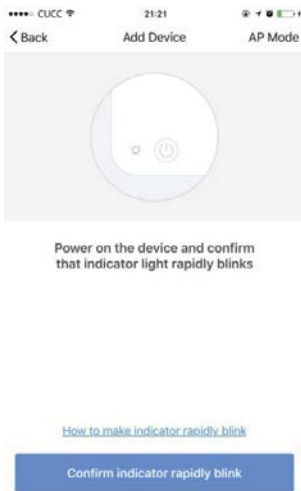 CUCC 21:21
Back Add Device AP Mode
Power on the device and confirm
that indicator light rapidly blinks
How to make indicator rapidly blink
Confirm indicator rapidly blink